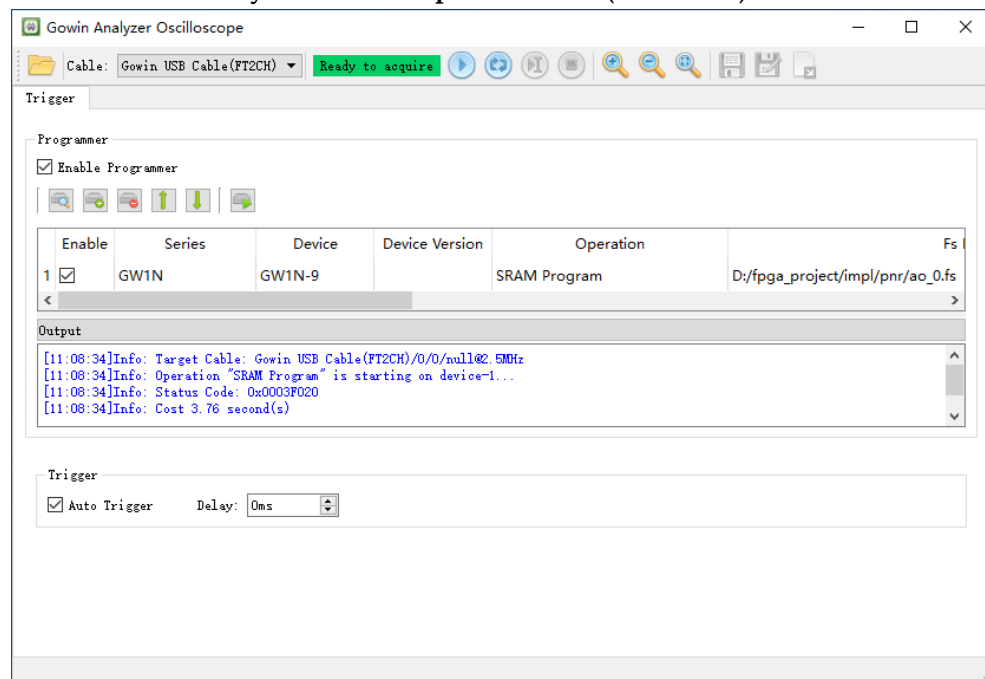 Gowin Analyzer Oscilloscope
Cable: Gowin USB Cable(FT2CH) Ready to acquire
Trigger
Programmer
Enable Programmer
Enable Series Device Device Version Operation Fs
1 GW1N GW1N-9 SRAM Program D:/fpga_project/impl/pnr/ao_0.fs
Output
[11:08:34]Info: Target Cable: Gowin USB Cable(FT2CH)/0/0/null@2.5MHz
[11:08:34]Info: Operation "SRAM Program" is starting on device-1...
[11:08:34]Info: Status Code: 0x0003F020
[11:08:34]Info: Cost 3.76 second(s)
Trigger
Auto Trigger Delay: 0ms